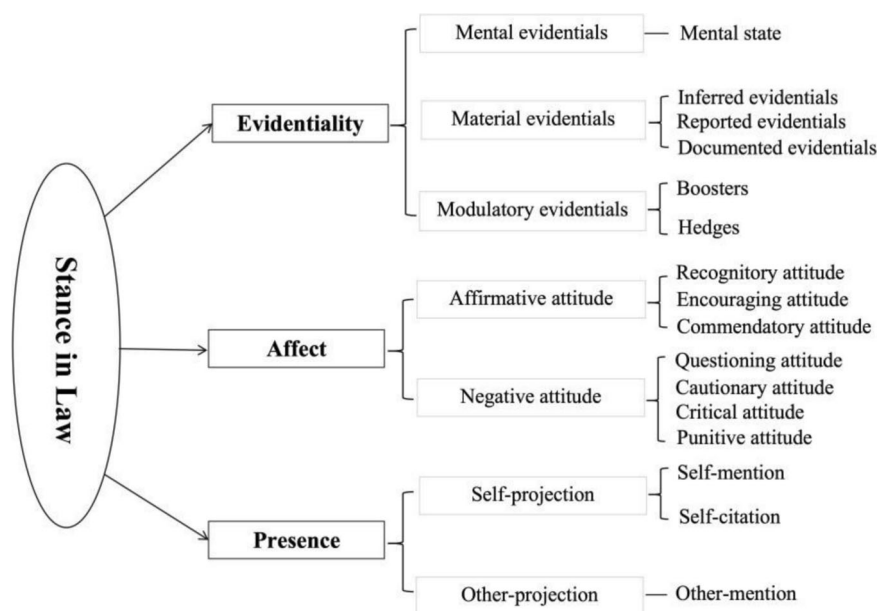 Stance in Law
Evidentiality
Mental evidentials
Mental state
Material evidentials
Inferred evidentials
Reported evidentials
Documented evidentials
Modulatory evidentials
Boosters
Hedges
Affect
Affirmative attitude
Recognitory attitude
Encouraging attitude
Commendatory attitude
Negative attitude
Questioning attitude
Cautionary attitude
Critical attitude
Punitive attitude
Presence
Self-projection
Self-mention
Self-citation
Other-projection
Other-mention